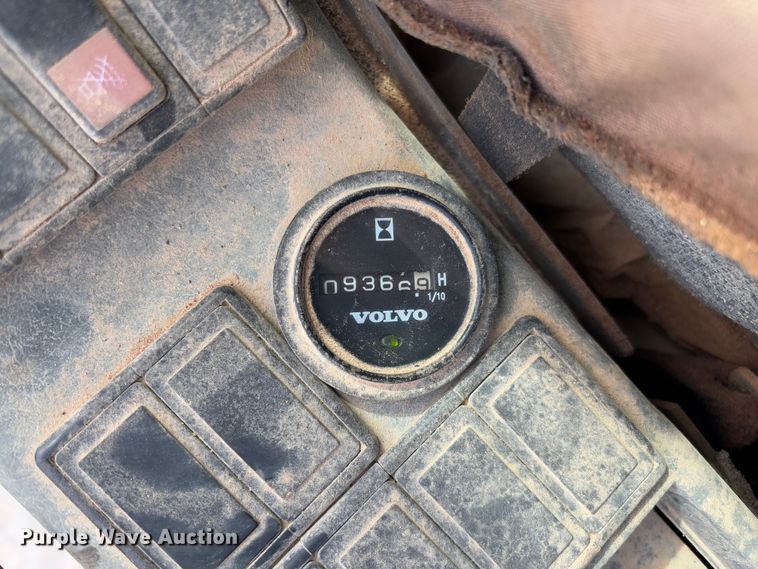 0936 9 H
1/10
VOLVO
Purple Wave Auction